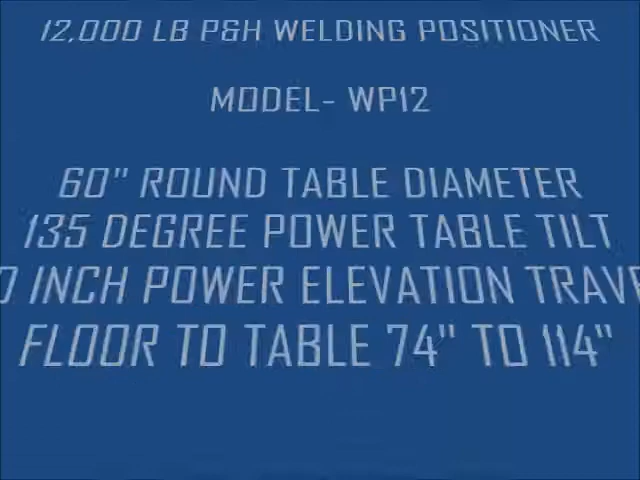 12,000 LB P&H WELDING POSITIONER
MODEL- WP12
60" ROUND TABLE DIAMETER
135 DEGREE POWER TABLE TILT
INCH POWER ELEVATION
FLOOR TO TABLE 74" TO 114"